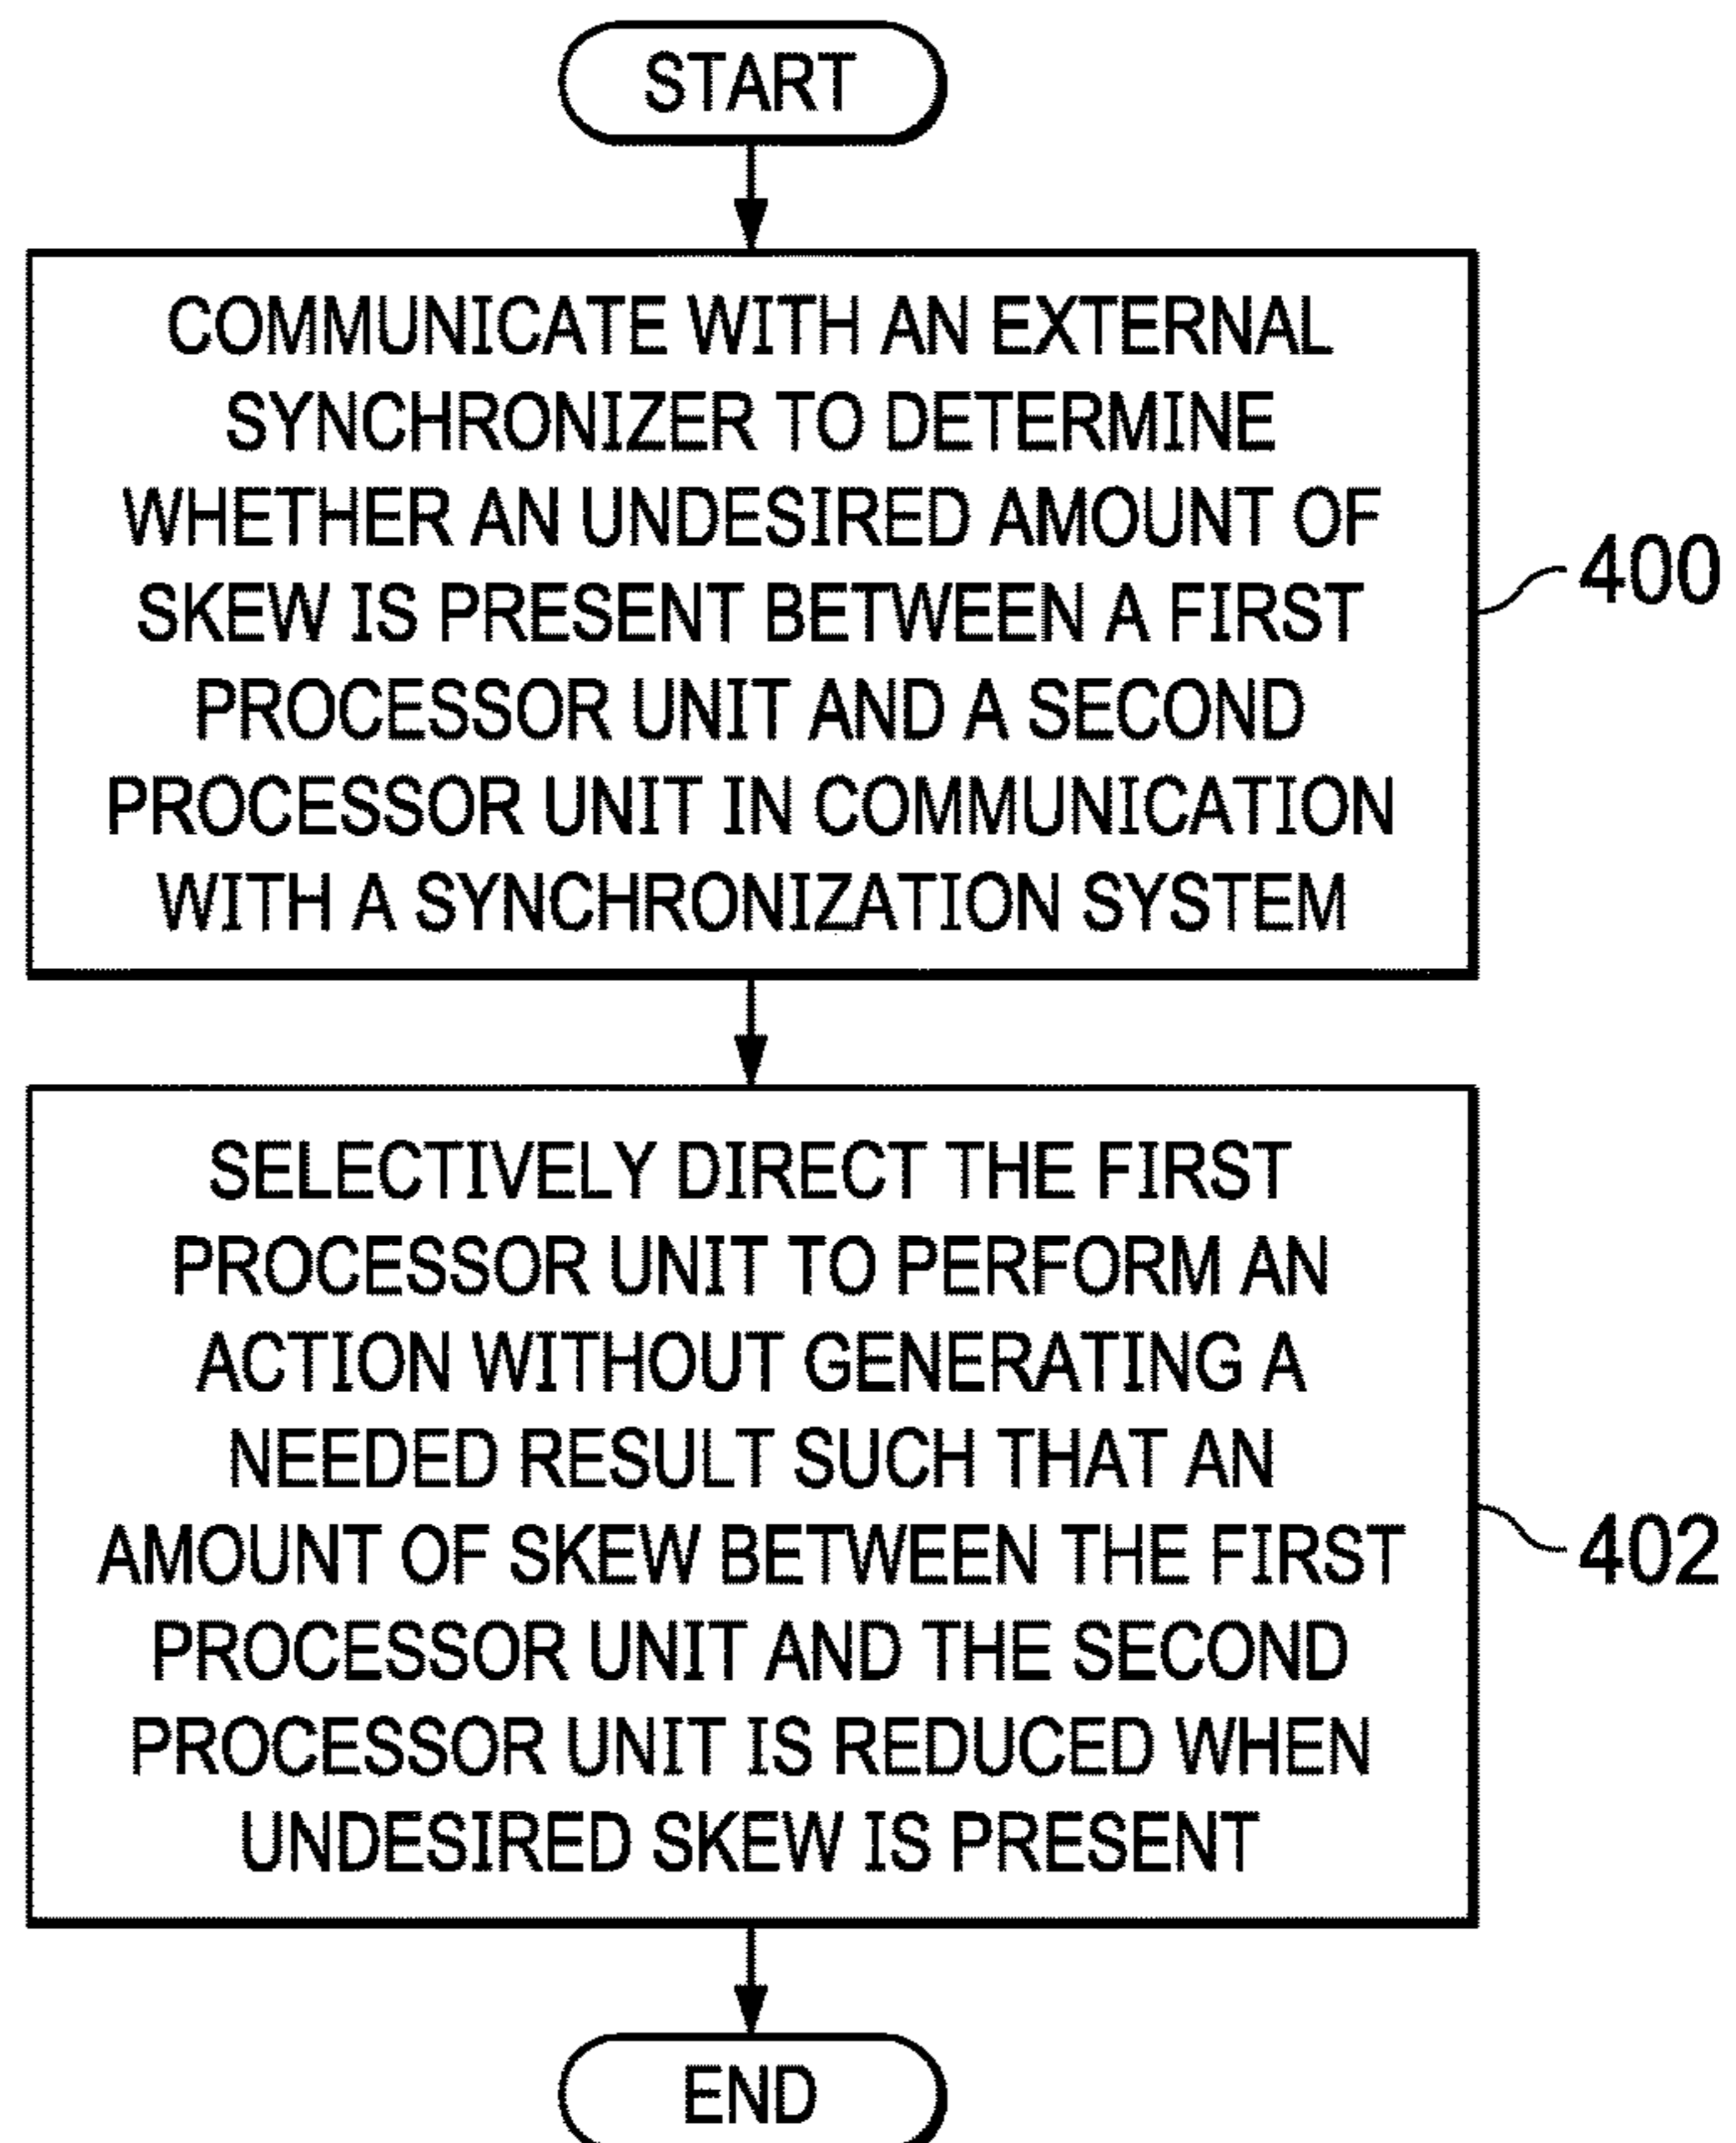 START
COMMUNICATE WITH AN EXTERNAL
SYNCHRONIZER TO DETERMINE
WHETHER AN UNDESIRED AMOUNT OF
SKEW IS PRESENT BETWEEN A FIRST
PROCESSOR UNIT AND A SECOND
PROCESSOR UNIT IN COMMUNICATION
WITH A SYNCHRONIZATION SYSTEM
400
SELECTIVELY DIRECT THE FIRST
PROCESSOR UNIT TO PERFORM AN
ACTION WITHOUT GENERATING A
NEEDED RESULT SUCH THAT AN
AMOUNT OF SKEW BETWEEN THE FIRST
PROCESSOR UNIT AND THE SECOND
PROCESSOR UNIT IS REDUCED WHEN
UNDESIRED SKEW IS PRESENT
402
END